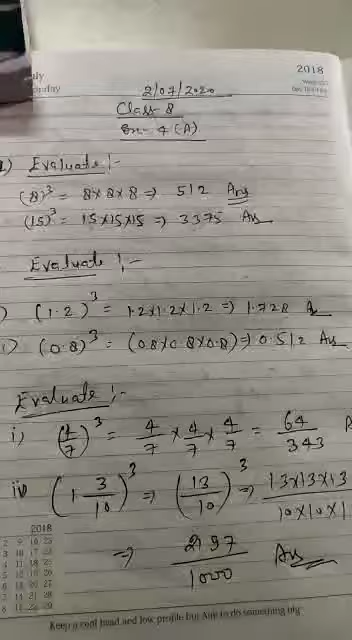 2018
2/07/2020
Class 8
Ex- 4 (A)
Evaluate :-
(8)³ = 8×8×8 => 512 Ans
(15)³ = 15×15×15 => 3375 Ans
Evaluate :-
(1.2)³ = 1.2×1.2×1.2 => 1.728
(0.8)³ = (0.8×0.8×0.8) => 0.512 Ans
Evaluate :-
i) (4/7)³ = 4/7 × 4/7 × 4/7 = 64/343
(1 3/10)³ => (13/10)³ => 13×13×13/10×10×1
=> 2197/1000 Ans
2018
Keep a cool head and low profile but Aim to do something big